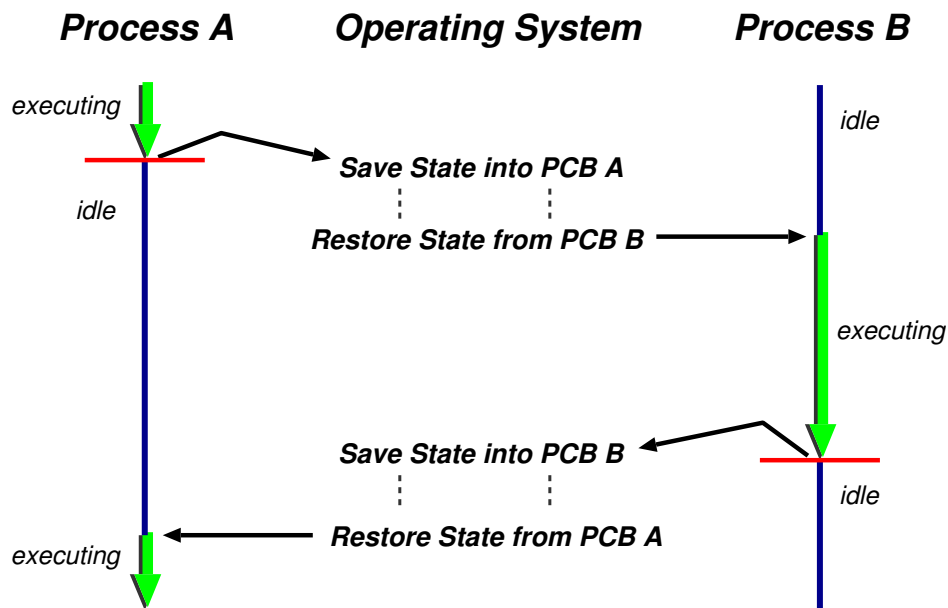 Process A
Operating System
Process B
executing
idle
Save State into PCB A
idle
Restore State from PCB B
executing
Save State into PCB B
idle
Restore State from PCB A
executing